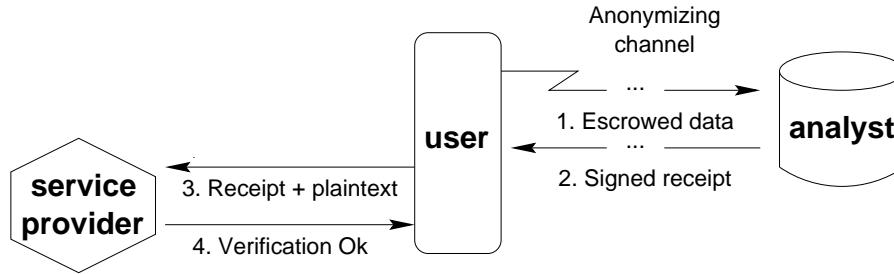 Anonymizing
channel
...
1. Escrowed data
user
analyst
...
2. Signed receipt
service
provider
3. Receipt + plaintext
4. Verification Ok